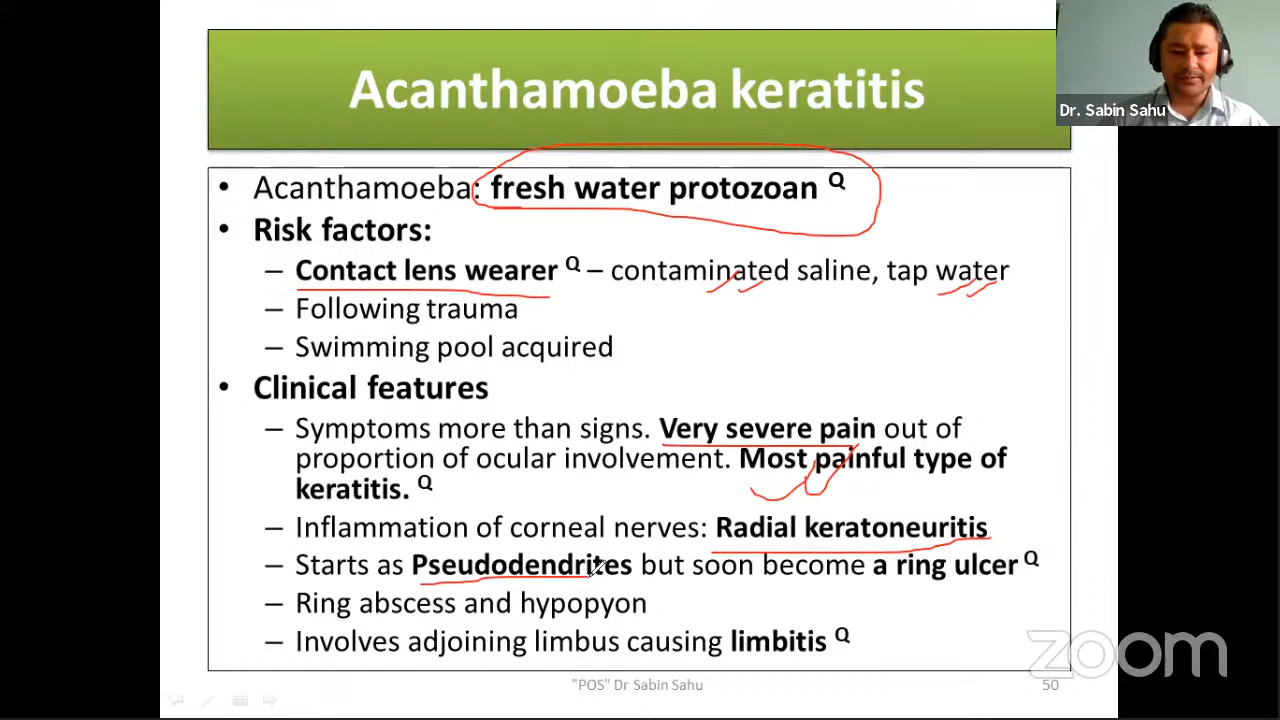 Acanthamoeba keratitis
Dr. Sabin Sahu
• Acanthamoeba: fresh water protozoan Q
• Risk factors:
– Contact lens wearer Q – contaminated saline, tap water
– Following trauma
– Swimming pool acquired
• Clinical features
– Symptoms more than signs. Very severe pain out of
proportion of ocular involvement. Most painful type of
keratitis. Q
– Inflammation of corneal nerves: Radial keratoneuritis
– Starts as Pseudodendrites but soon become a ring ulcer Q
– Ring abscess and hypopyon
– Involves adjoining limbus causing limbitis Q
zoom
"POS" Dr Sabin Sahu
50